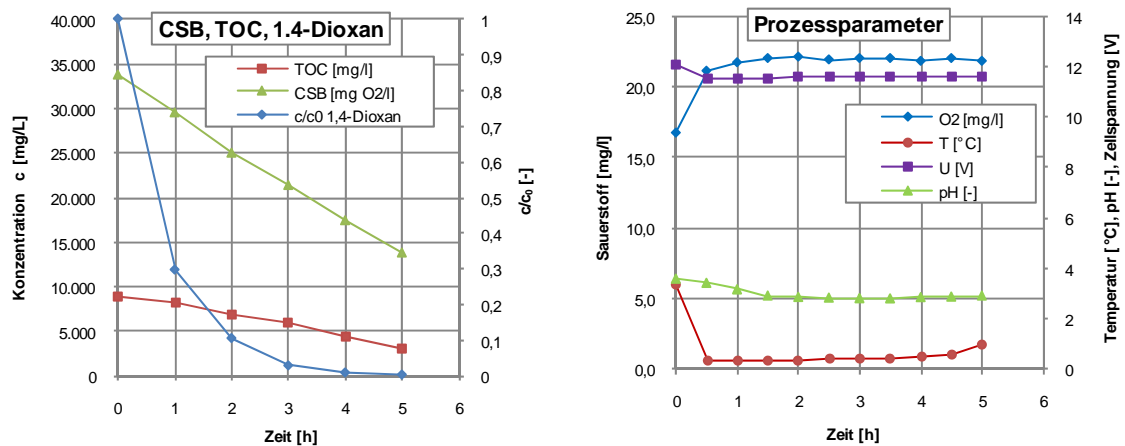 CSB, TOC, 1.4-Dioxan
40.000
35.000
30.000
25.000
20.000
15.000
10.000
5.000
0
Konzentration c [mg/L]
TOC [mg/l]
CSB [mg O2/l]
c/c0 1,4-Dioxan
1
0,9
0,8
0,7
0,6
0,5
0,4
0,3
0,2
0,1
0
c/c₀ [-]
0 1 2 3 4 5 6
Zeit [h]
Prozessparameter
25,0
20,0
15,0
10,0
5,0
0,0
Sauerstoff [mg/l]
O2 [mg/l]
T [°C]
U [V]
pH [-]
14
12
10
8
6
4
2
0
Temperatur [°C], pH [-], Zellspannung [V]
0 1 2 3 4 5 6
Zeit [h]